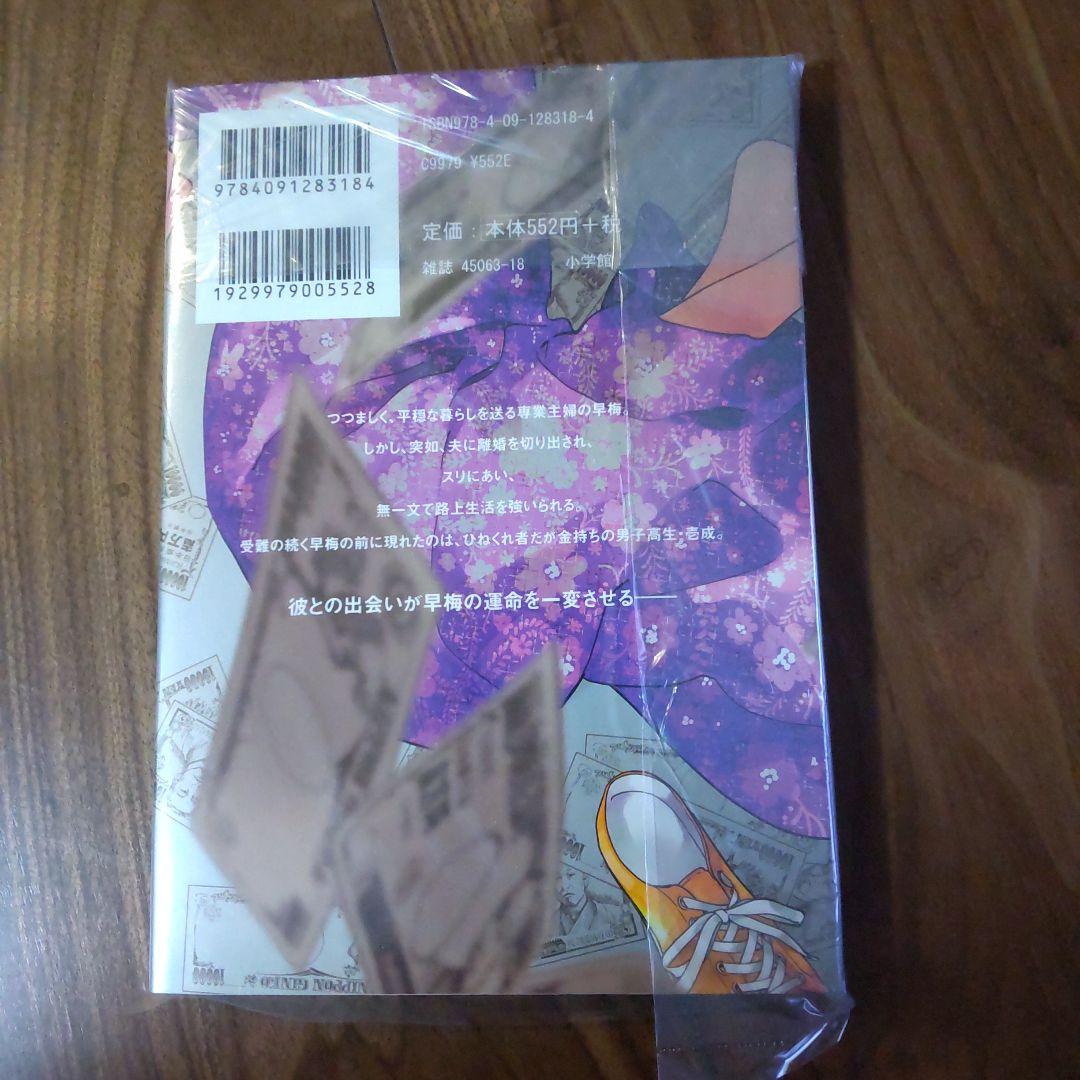 ISBN978-4-09-128318-4
9784091283184
C9979 ¥552E
定価：本体552円＋税
雑誌 45063-18 小学館
1929979005528
つつましく、平穏な暮らしを送る専業主婦の早梅。
しかし、突如、夫に離婚を切り出され、
スリにあい、
無一文で路上生活を強いられる。
受難の続く早梅の前に現れたのは、ひねくれ者だが金持ちの男子高生・壱成。
彼との出会いが早梅の運命を一変させる――
10000
NIPPON GINKO
10000